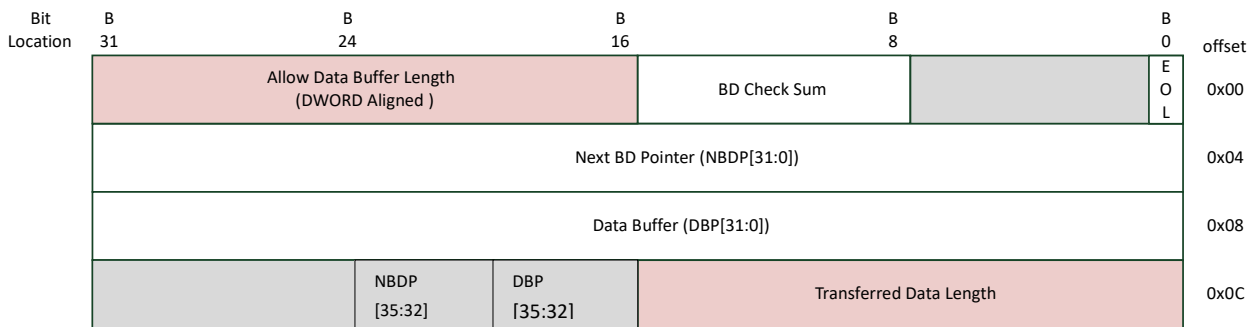 Bit B B B B B
Location 31 24 16 8 0 offset
Allow Data Buffer Length
(DWORD Aligned )
BD Check Sum
E
O
L
0x00
Next BD Pointer (NBDP[31:0])
0x04
Data Buffer (DBP[31:0])
0x08
NBDP
[35:32]
DBP
[35:32]
Transferred Data Length
0x0C